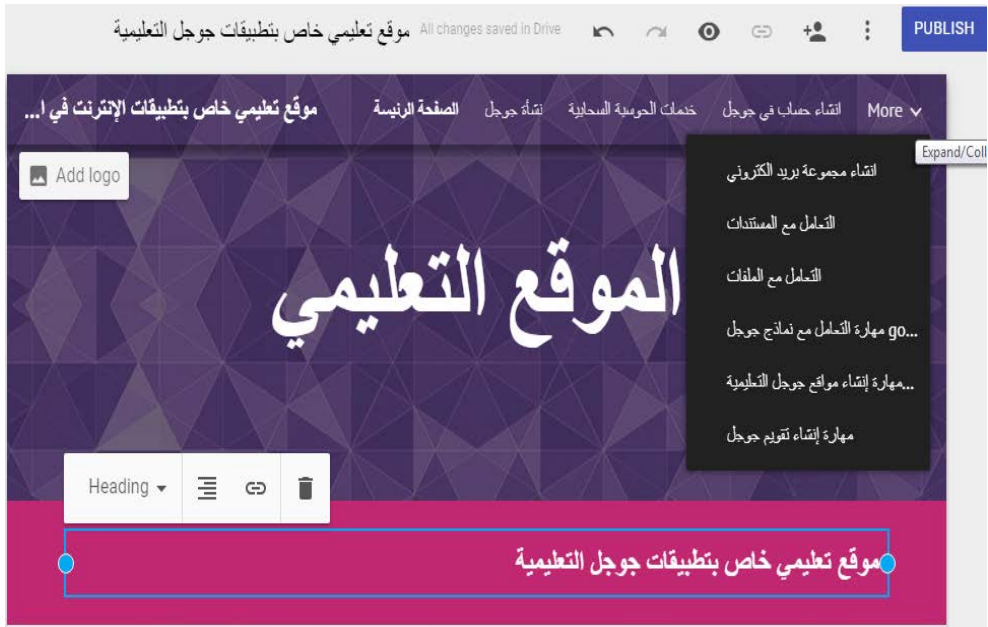 موقع تعليمي خاص بتطبيقات جوجل التعليمية All changes saved in Drive PUBLISH
موقع تعليمي خاص بتطبيقات الإنترنت في ا... الصفحة الرئيسة نشأة جوجل خدمات الحوسبة السحابية انشاء حساب في جوجل More
Expand/Coll
Add logo
انشاء مجموعة بريد الكتروني
التعامل مع المستندات
التعامل مع الملفات
مهارة التعامل مع نماذج جوجل go...
مهارة إنشاء مواقع جوجل التعليمية...
مهارة إنشاء تقويم جوجل
الموقع التعليمي
Heading
موقع تعليمي خاص بتطبيقات جوجل التعليمية